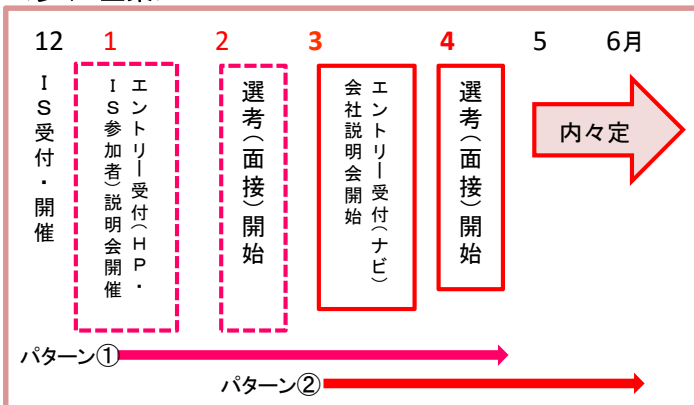 12 1 2 3 4 5 6月
IS受付・開催
エントリー受付(HP・
IS参加者)説明会開催
選考(面接)開始
エントリー受付(ナビ)
会社説明会開始
選考(面接)開始
内々定
パターン①
パターン②